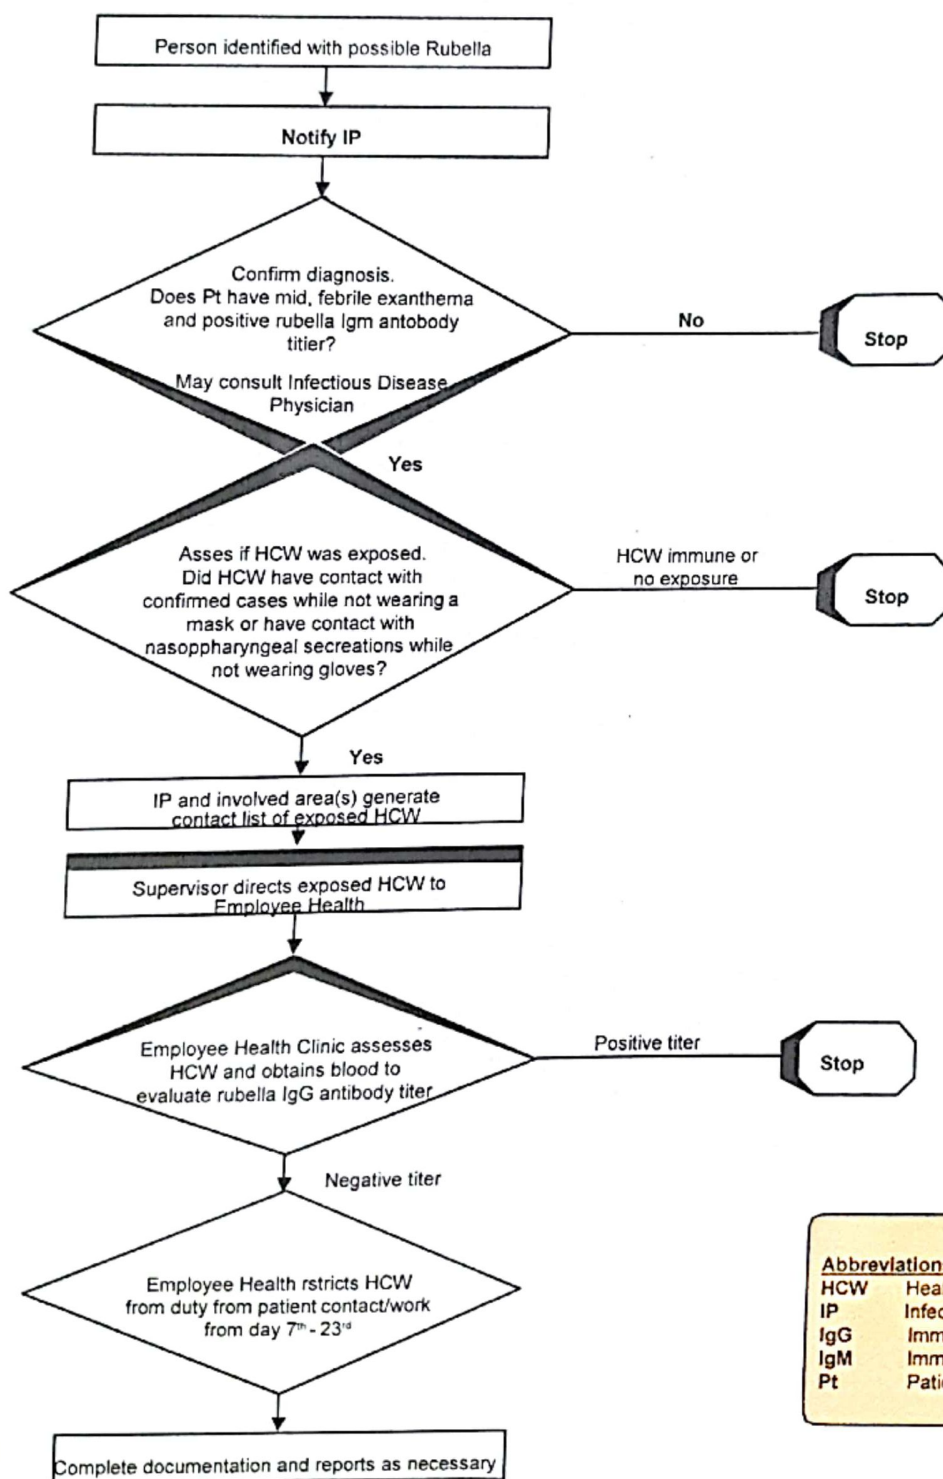 Person identified with possible Rubella
Notify IP
Confirm diagnosis.
Does Pt have mid, febrile exanthema
and positive rubella Igm antobody
titier?
May consult Infectious Disease
Physician
No
Stop
Yes
Asses if HCW was exposed.
Did HCW have contact with
confirmed cases while not wearing a
mask or have contact with
nasoppharyngeal secreations while
not wearing gloves?
HCW immune or
no exposure
Stop
Yes
IP and involved area(s) generate
contact list of exposed HCW
Supervisor directs exposed HCW to
Employee Health
Employee Health Clinic assesses
HCW and obtains blood to
evaluate rubella IgG antibody titer
Positive titer
Stop
Negative titer
Employee Health rstricts HCW
from duty from patient contact/work
from day 7th - 23rd
Complete documentation and reports as necessary
Abbreviation
HCW
IP
IgG
IgM
Pt